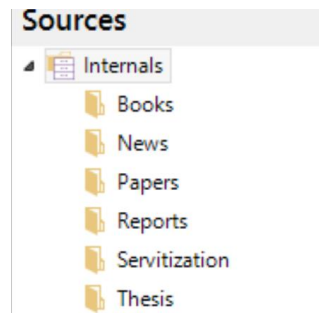 Sources
Internals
Books
News
Papers
Reports
Servitization
Thesis